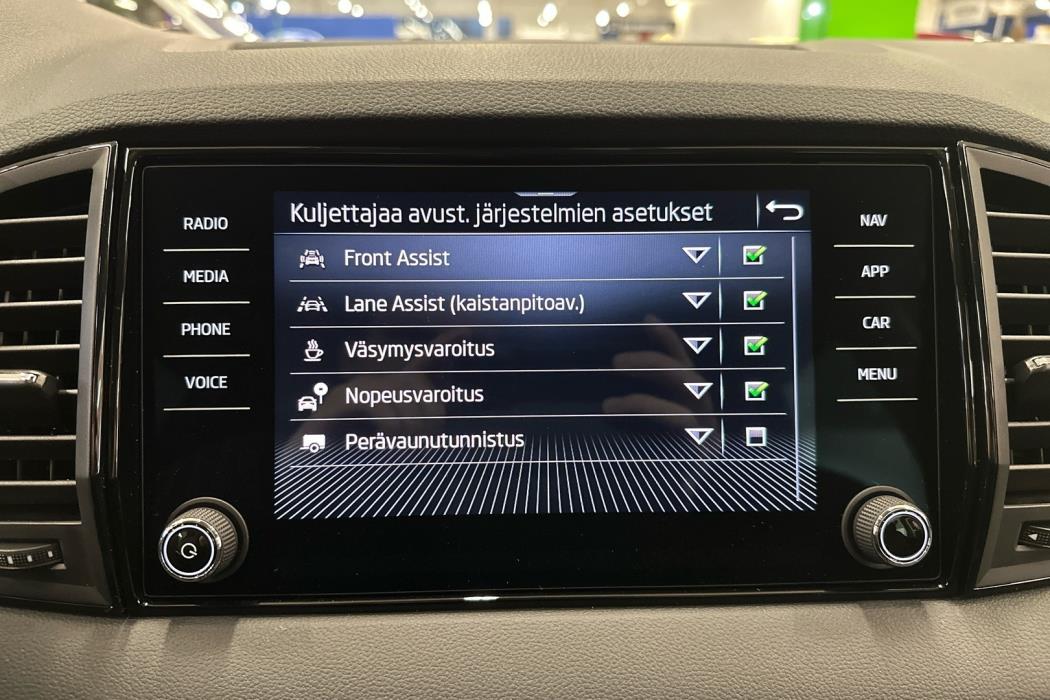 RADIO
MEDIA
PHONE
VOICE
Kuljettajaa avust. järjestelmien asetukset
Front Assist
Lane Assist (kaistanpitoav.)
Väsymysvaroitus
Nopeusvaroitus
Perävaunutunnistus
NAV
APP
CAR
MENU